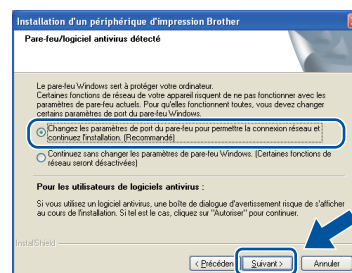 Installation d'un périphérique d'impression Brother
Pare-feu/logiciel antivirus détecté
Le pare-feu Windows sert à protéger votre ordinateur.
Certaines fonctions de réseau de votre appareil risquent de ne pas fonctionner avec les
paramètres de pare-feu actuels. Pour qu'elles fonctionnent toutes, vous devez changer
certains paramètres de port du pare-feu Windows.
Changez les paramètres de port du pare-feu pour permettre la connexion réseau et
continuez l'installation. (Recommandé)
Continuez sans changer les paramètres de pare-feu Windows. (Certaines fonctions de
réseau seront désactivées)
Pour les utilisateurs de logiciels antivirus :
Si vous utilisez un logiciel antivirus, une boîte de dialogue d'avertissement risque de s'afficher
au cours de l'installation. Si tel est le cas, cliquez sur "Autoriser" pour continuer.
InstallShield
< Précéden Suivant > Annuler